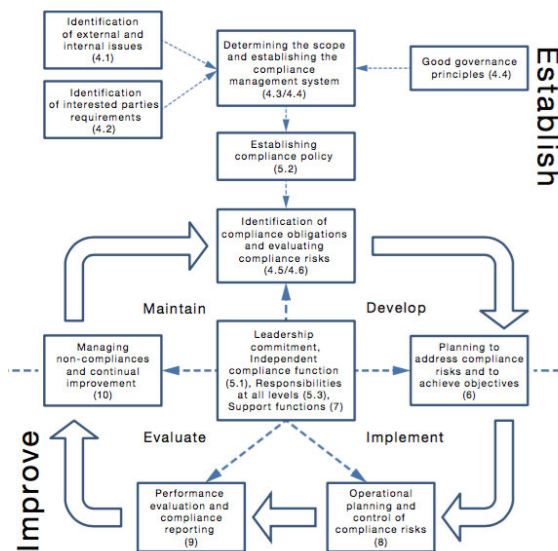 Identification
of external and
internal issues
(4.1)
Determining the scope
and establishing the
compliance
management system
(4.3/4.4)
Good governance
principles (4.4)
Identification
of interested parties
requirements
(4.2)
Establish
Establishing
compliance policy
(5.2)
Identification of
compliance obligations
and evaluating
compliance risks
(4.5/4.6)
Maintain
Develop
Managing
non-compliances
and continual
improvement
(10)
Leadership
commitment,
Independent
compliance function
(5.1), Responsibilities
at all levels (5.3),
Support functions (7)
Planning to
address compliance
risks and to
achieve objectives
(6)
Evaluate
Implement
Improve
Performance
evaluation and
compliance
reporting
(9)
Operational
planning and
control of
compliance risks
(8)